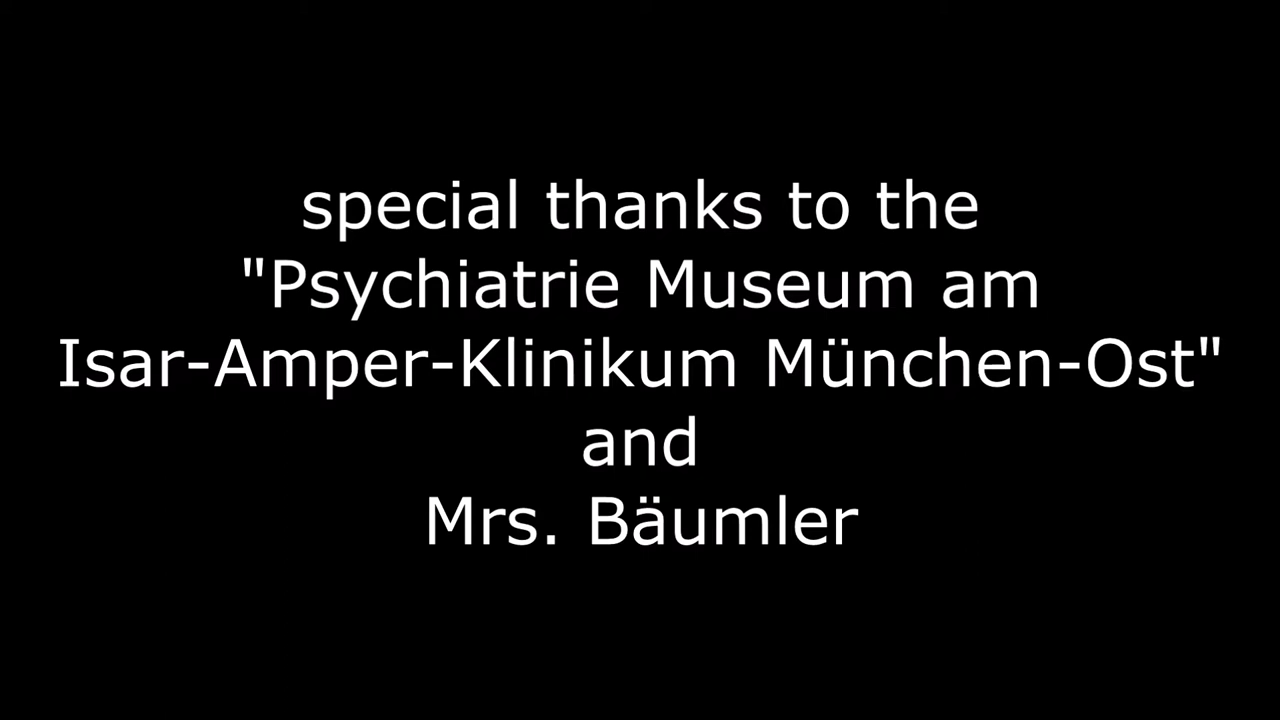 special thanks to the
"Psychiatrie Museum am
Isar-Amper-Klinikum München-Ost"
and
Mrs. Bäumler